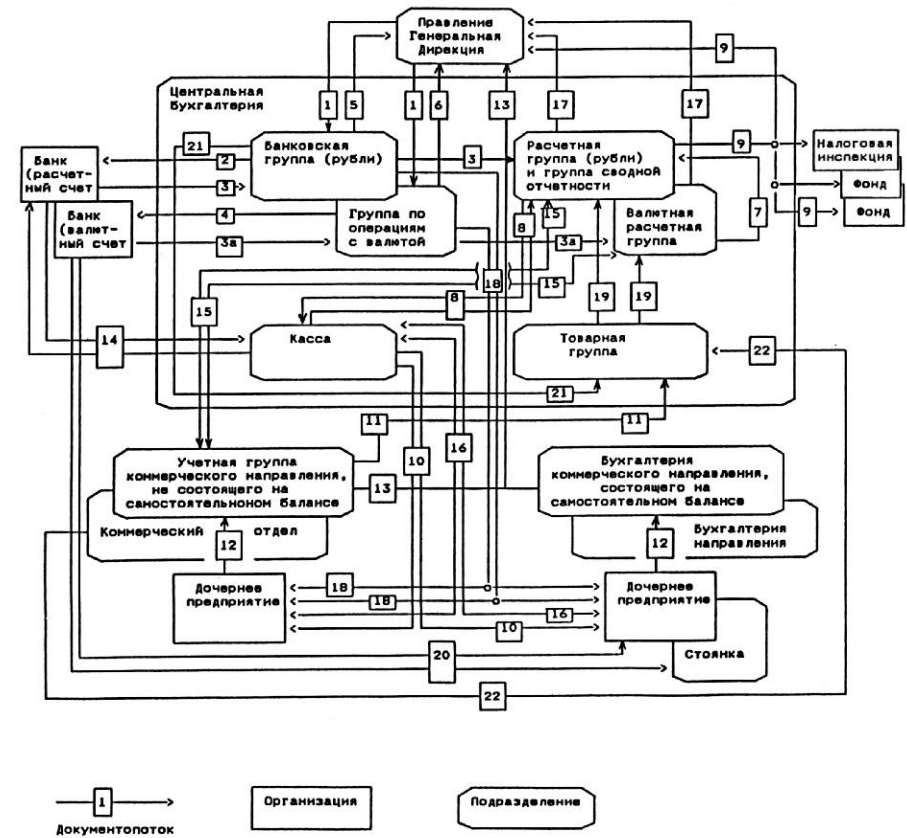 Правление
Генеральная
Дирекция
9
Центральная
Бухгалтерия
1
5
1
6
13
17
17
21
Банковская
группа (рубли)
Расчетная
группа (рубли)
и группа сводной
отчетности
9
Налоговая
инспекция
Банк
(расчет-
ный счет
2
3
3
Фонд
Фонд
9
Банк
(валют-
ный счет
4
3а
Группа по
операциям
с валютой
8
15
3а
Валютная
расчетная
группа
7
18
15
15
8
19
19
14
Касса
Товарная
группа
22
21
11
11
10
16
Учетная группа
коммерческого направления,
не состоящего на
самостоятельноном балансе
13
Бухгалтерия
коммерческого направления,
состоящего на
самостоятельном балансе
Коммерческий отдел
12
12
Бухгалтерия
направления
Дочернее
предприятие
18
18
16
10
Дочернее
предприятие
Стоянка
20
22
1
Документопоток
Организация
Подразделение